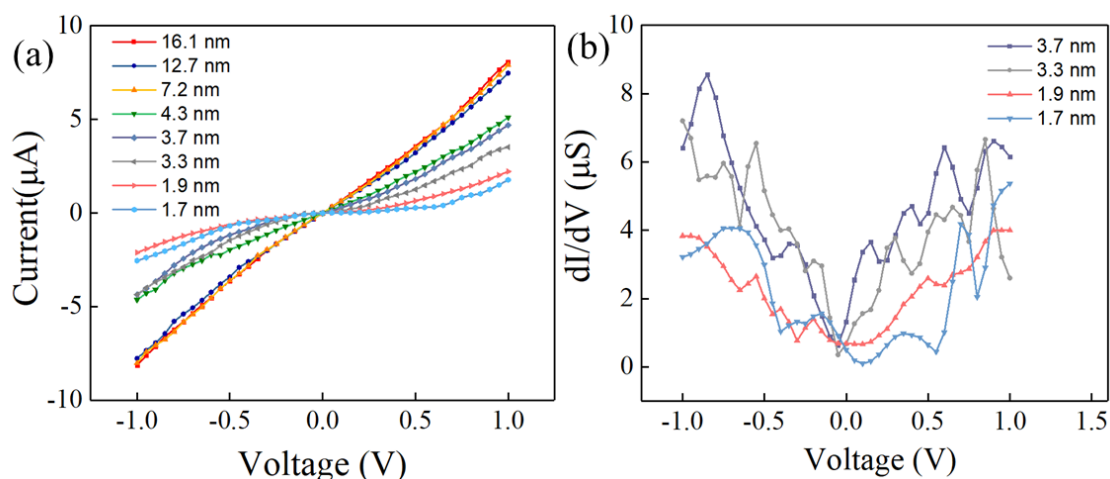 (a)
16.1 nm
12.7 nm
7.2 nm
4.3 nm
3.7 nm
3.3 nm
1.9 nm
1.7 nm
Current(μA)
10
5
0
-5
-10
-1.0 -0.5 0.0 0.5 1.0
Voltage (V)
(b)
3.7 nm
3.3 nm
1.9 nm
1.7 nm
dI/dV (μS)
10
8
6
4
2
0
-1.0 -0.5 0.0 0.5 1.0 1.5
Voltage (V)